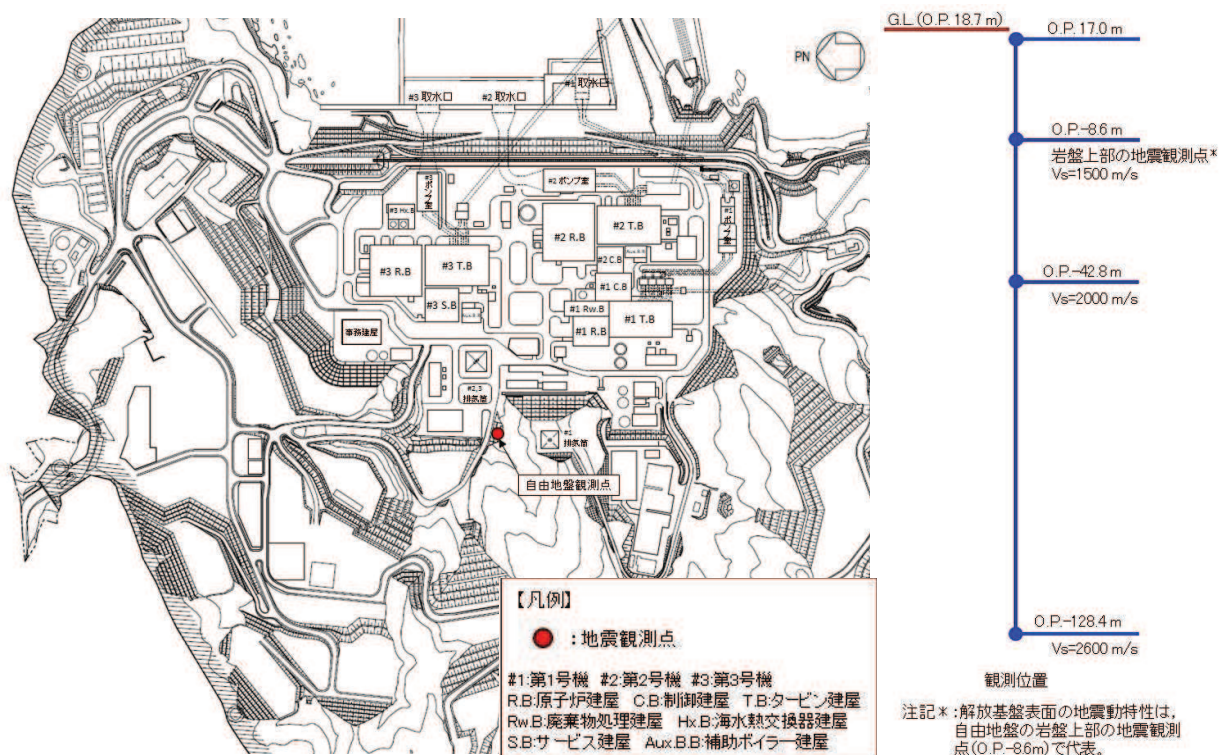 PN
#3 取水口
#2 取水口
#1 取水口
#3 ポンプ室
#2 ポンプ室
#1 ポンプ室
#3 Hx.B
#2 R.B
#2 T.B
Aux.B.B
#2 C.B
#3 R.B
#3 T.B
#1 C.B
#3 S.B
Aux.B.B
#1 Rw.B
#1 R.B
#1 T.B
事務建屋
#2,3
排気筒
#1
排気筒
自由地盤観測点
【凡例】
:地震観測点
#1:第1号機 #2:第2号機 #3:第3号機
R.B:原子炉建屋 C.B:制御建屋 T.B:タービン建屋
Rw.B:廃棄物処理建屋 Hx.B:海水熱交換器建屋
S.B:サービス建屋 Aux.B.B:補助ボイラー建屋
G.L.(O.P.18.7 m)
O.P. 17.0 m
O.P.-8.6 m
岩盤上部の地震観測点*
Vs=1500 m/s
O.P.-42.8 m
Vs=2000 m/s
O.P.-128.4 m
Vs=2600 m/s
観測位置
注記*:解放基盤表面の地震動特性は,
自由地盤の岩盤上部の地震観測
点(O.P.-8.6m)で代表。